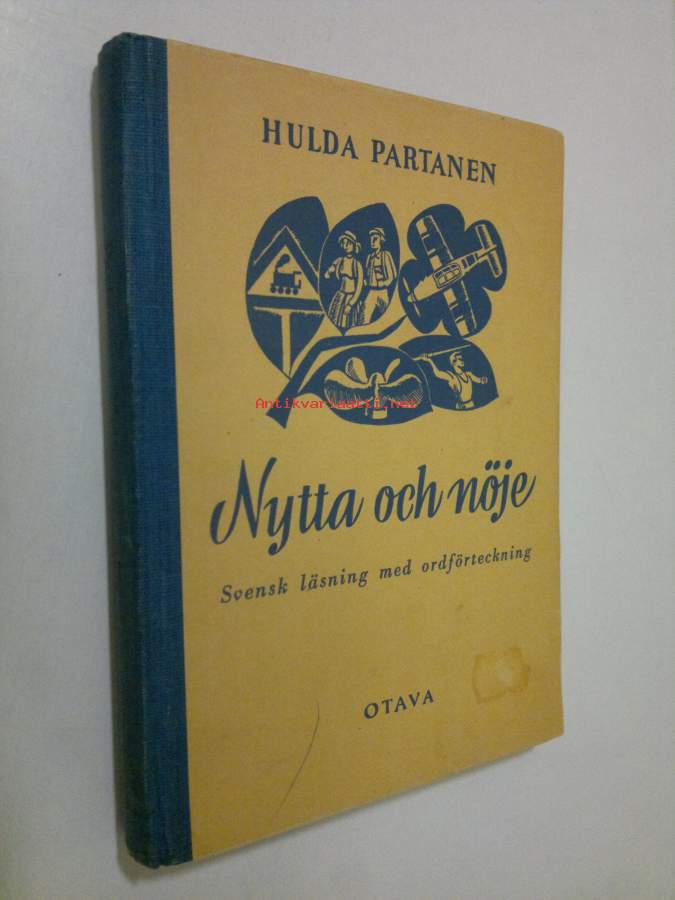 HULDA PARTANEN
Antikvariaatti.net
Nytta och nöje
Svensk läsning med ordförteckning
OTAVA